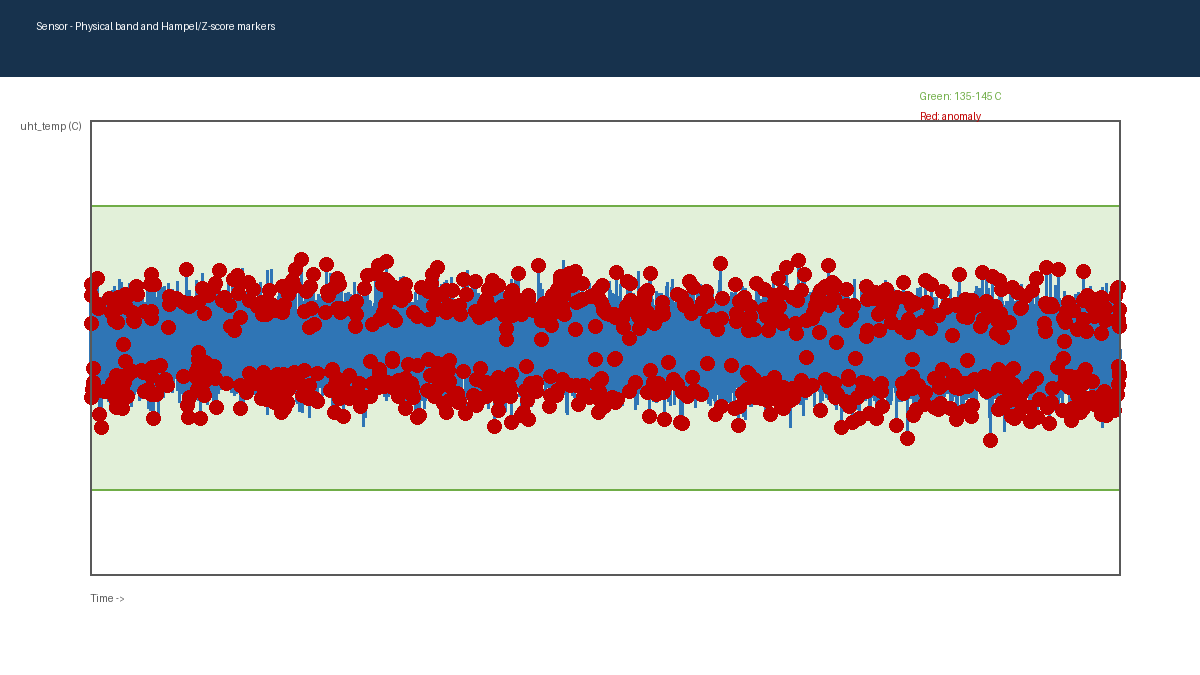 Sensor - Physical band and Hampel/Z-score markers
Green: 135-145 C
Red: anomaly
uht_temp (C)
Time ->